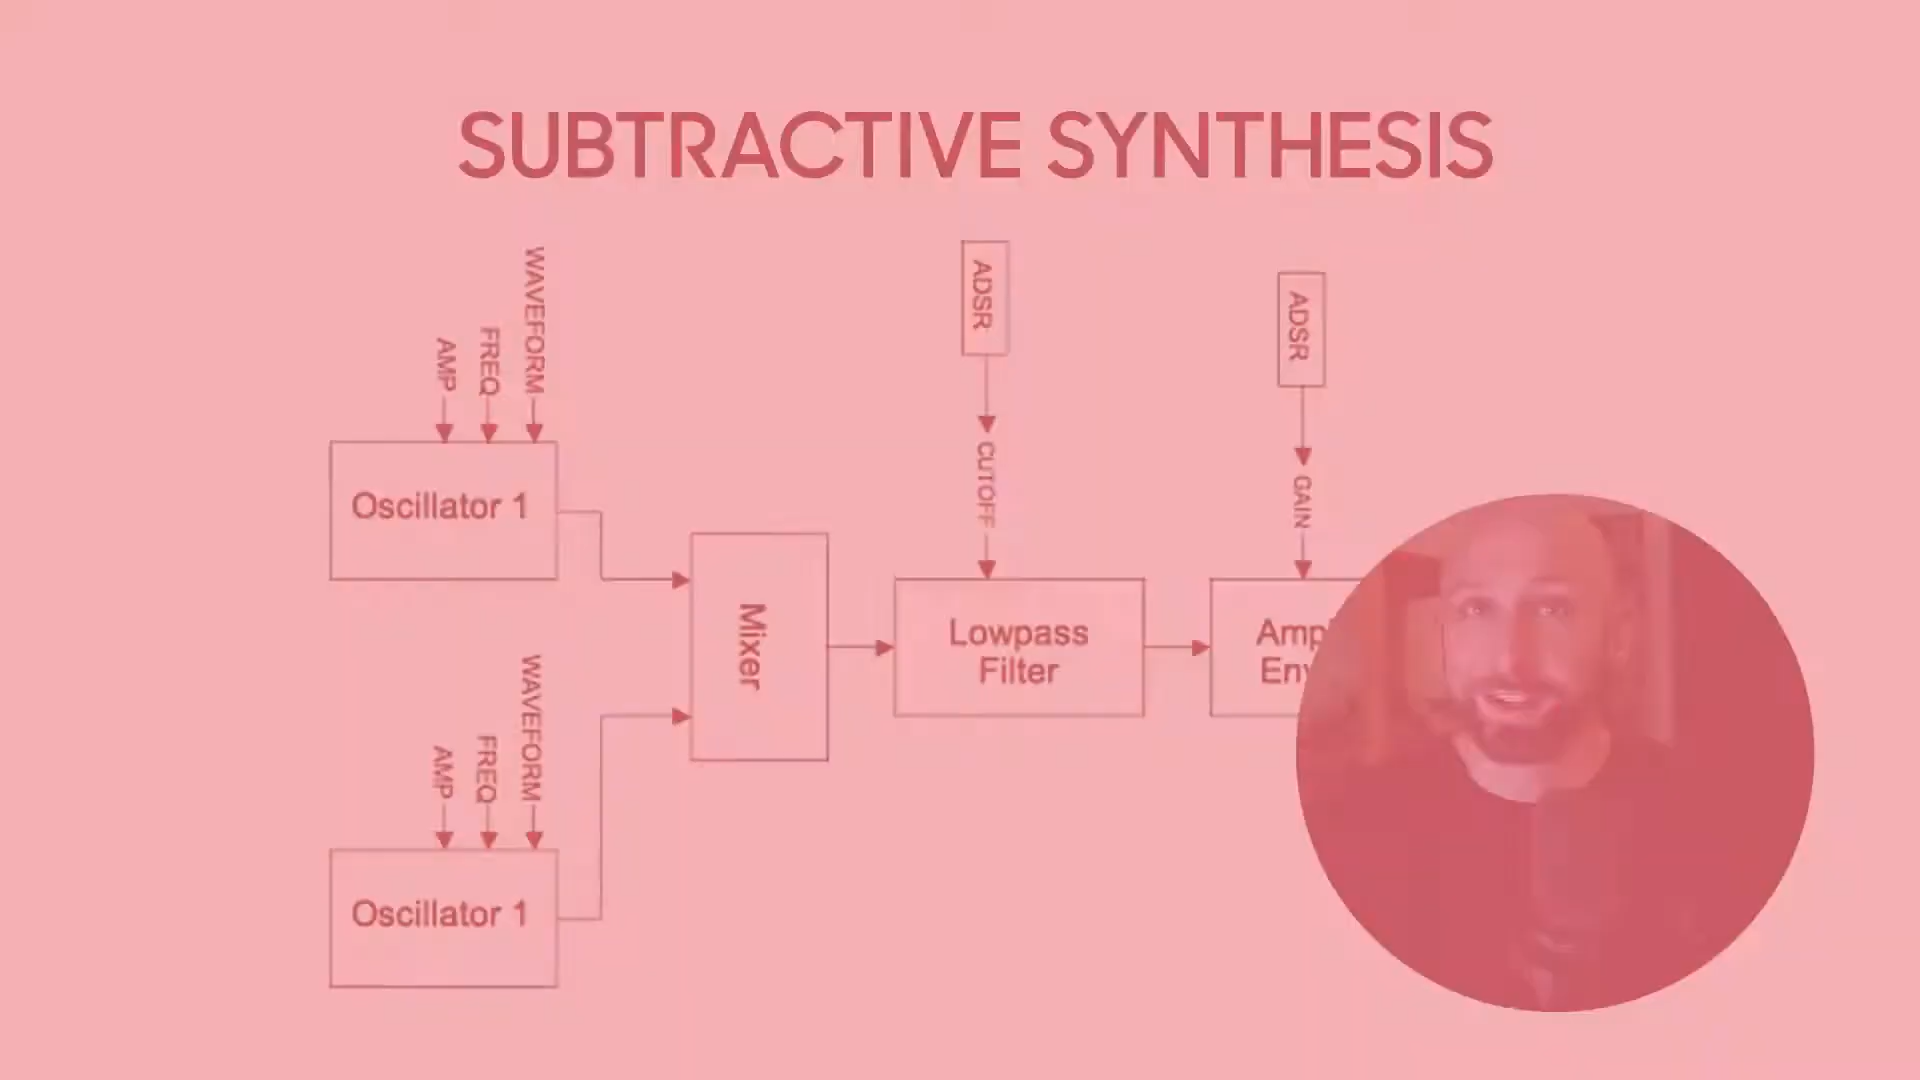 SUBTRACTIVE SYNTHESIS
AMP
FREQ
WAVEFORM
Oscillator 1
ADSR
CUTOFF
ADSR
GAIN
Mixer
Lowpass
Filter
AMP
FREQ
WAVEFORM
Oscillator 1